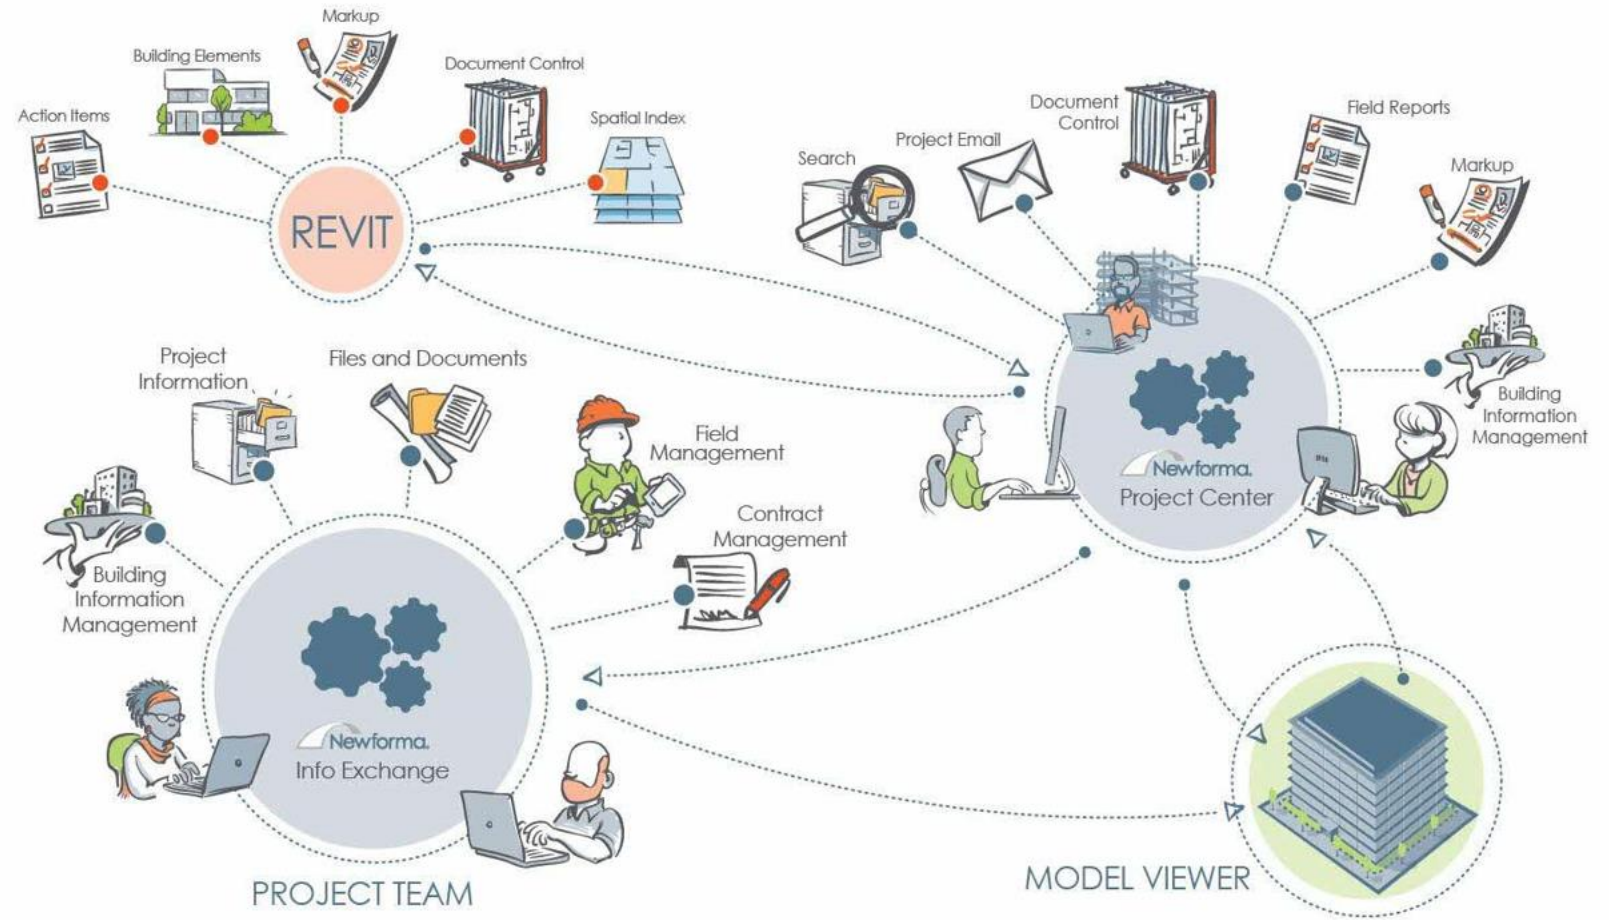 Markup
Building Elements
Document Control
Action Items
Spatial Index
REVIT
Document
Control
Field Reports
Project Email
Search
Markup
Building
Information
Management
Newforma.
Project Center
Project
Information
Files and Documents
Field
Management
Contract
Management
Building
Information
Management
Newforma.
Info Exchange
PROJECT TEAM
MODEL VIEWER